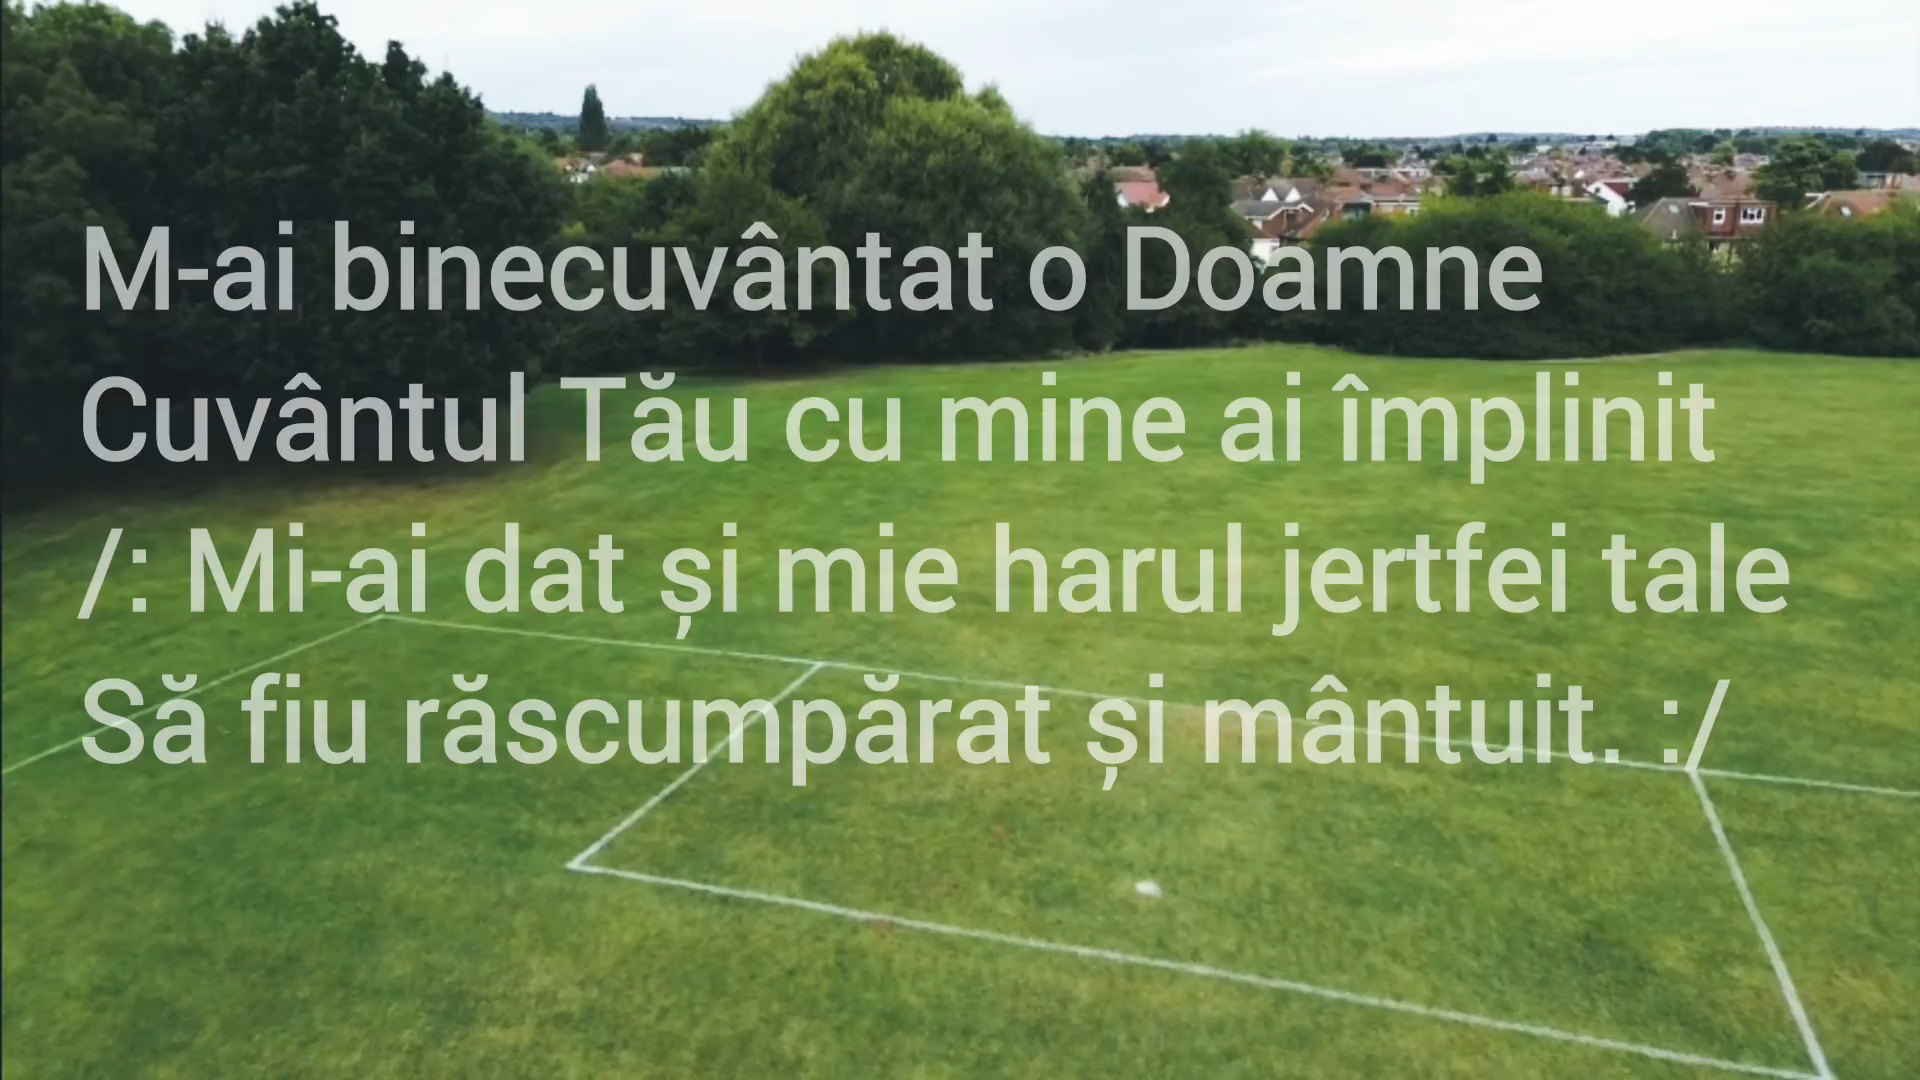 M-ai binecuvântat o Doamne
Cuvântul Tău cu mine ai împlinit
/: Mi-ai dat și mie harul jertfei tale
Să fiu răscumpărat și mântuit. :/